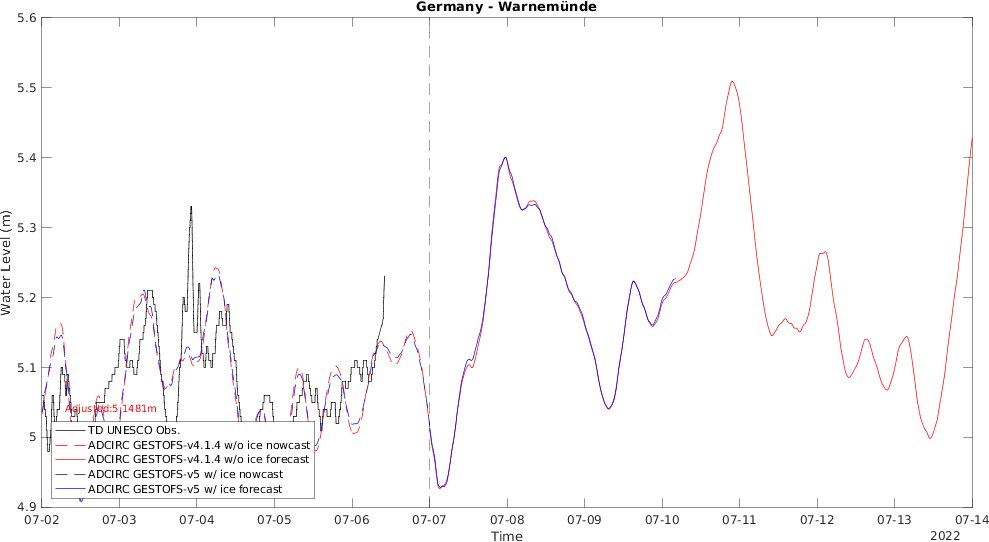 Germany - Warnemünde
5.6
5.5
5.4
5.3
5.2
5.1
5
4.9
Water Level (m)
Adjusted:5.1481m
TD UNESCO Obs.
ADCIRC GESTOFS-v4.1.4 w/o ice nowcast
ADCIRC GESTOFS-v4.1.4 w/o ice forecast
ADCIRC GESTOFS-v5 w/ ice nowcast
ADCIRC GESTOFS-v5 w/ ice forecast
07-02 07-03 07-04 07-05 07-06 07-07 07-08 07-09 07-10 07-11 07-12 07-13 07-14
Time
2022